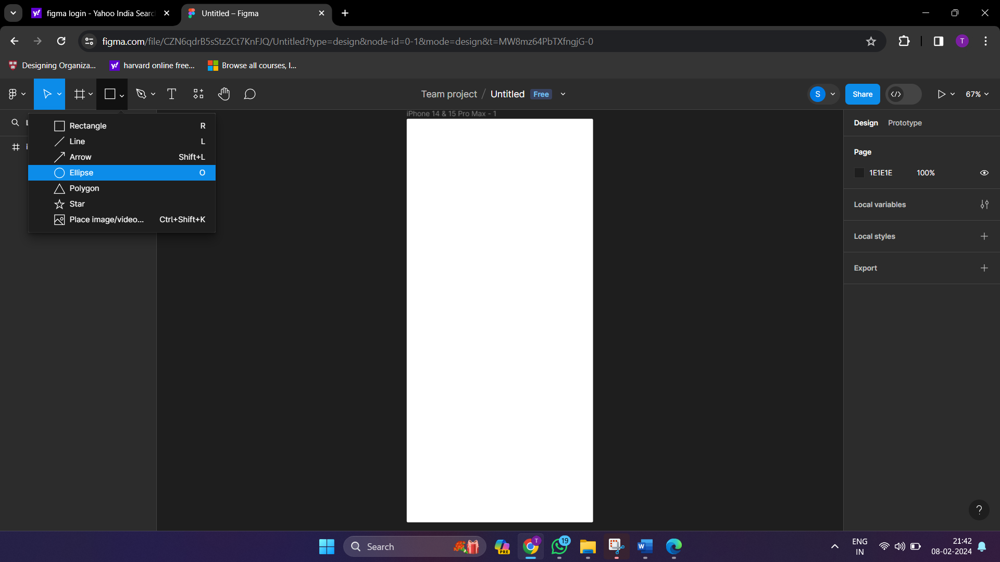 figma login - Yahoo India Searc
Untitled – Figma
figma.com/file/CZN6qdrB5sStz2Ct7KnFJQ/Untitled?type=design&node-id=0-1&mode=design&t=MW8mz64PbTXfngjG-0
T
Designing Organiza...
harvard online free...
Browse all courses, I...
Team project / Untitled Free
S
Share
67%
iPhone 14 & 15 Pro Max - 1
Rectangle R
Line L
Arrow Shift+L
Ellipse O
Polygon
Star
Place image/video... Ctrl+Shift+K
Design Prototype
Page
1E1E1E 100%
Local variables
Local styles
Export
?
Search
PRE
T
19
W
ENG
IN
21:42
08-02-2024